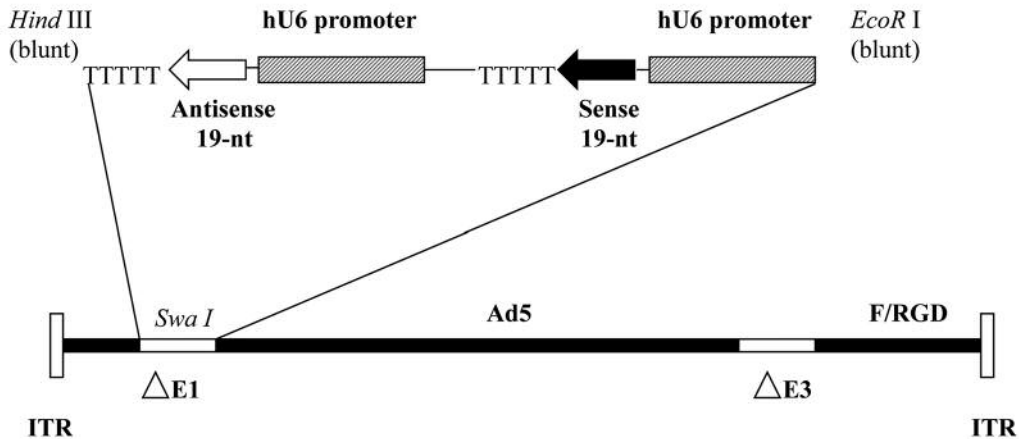 Hind III
(blunt)
hU6 promoter
hU6 promoter
EcoR I
(blunt)
TTTTT
TTTTT
Antisense
19-nt
Sense
19-nt
Swa I
Ad5
F/RGD
△E1
△E3
ITR
ITR